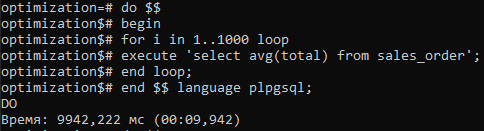 optimization=# do $$
optimization$# begin
optimization$# for i in 1..1000 loop
optimization$# execute 'select avg(total) from sales_order';
optimization$# end loop;
optimization$# end $$ language plpgsql;
DO
Время: 9942,222 мс (00:09,942)